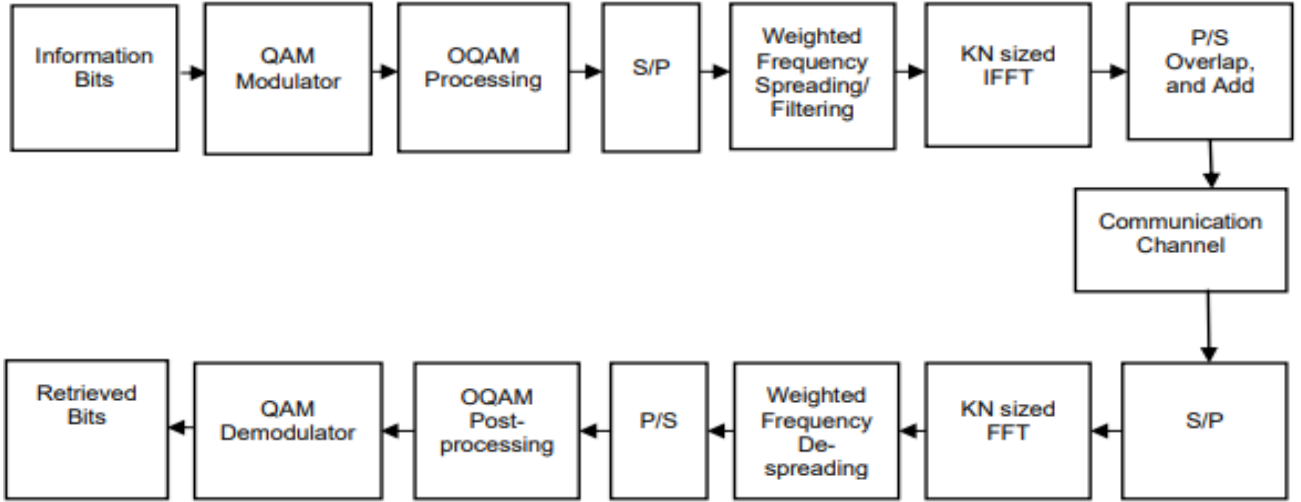 Information
Bits
QAM
Modulator
OQAM
Processing
S/P
Weighted
Frequency
Spreading/
Filtering
KN sized
IFFT
P/S
Overlap,
and Add
Communication
Channel
Retrieved
Bits
QAM
Demodulator
OQAM
Post-
processing
P/S
Weighted
Frequency
De-
spreading
KN sized
FFT
S/P